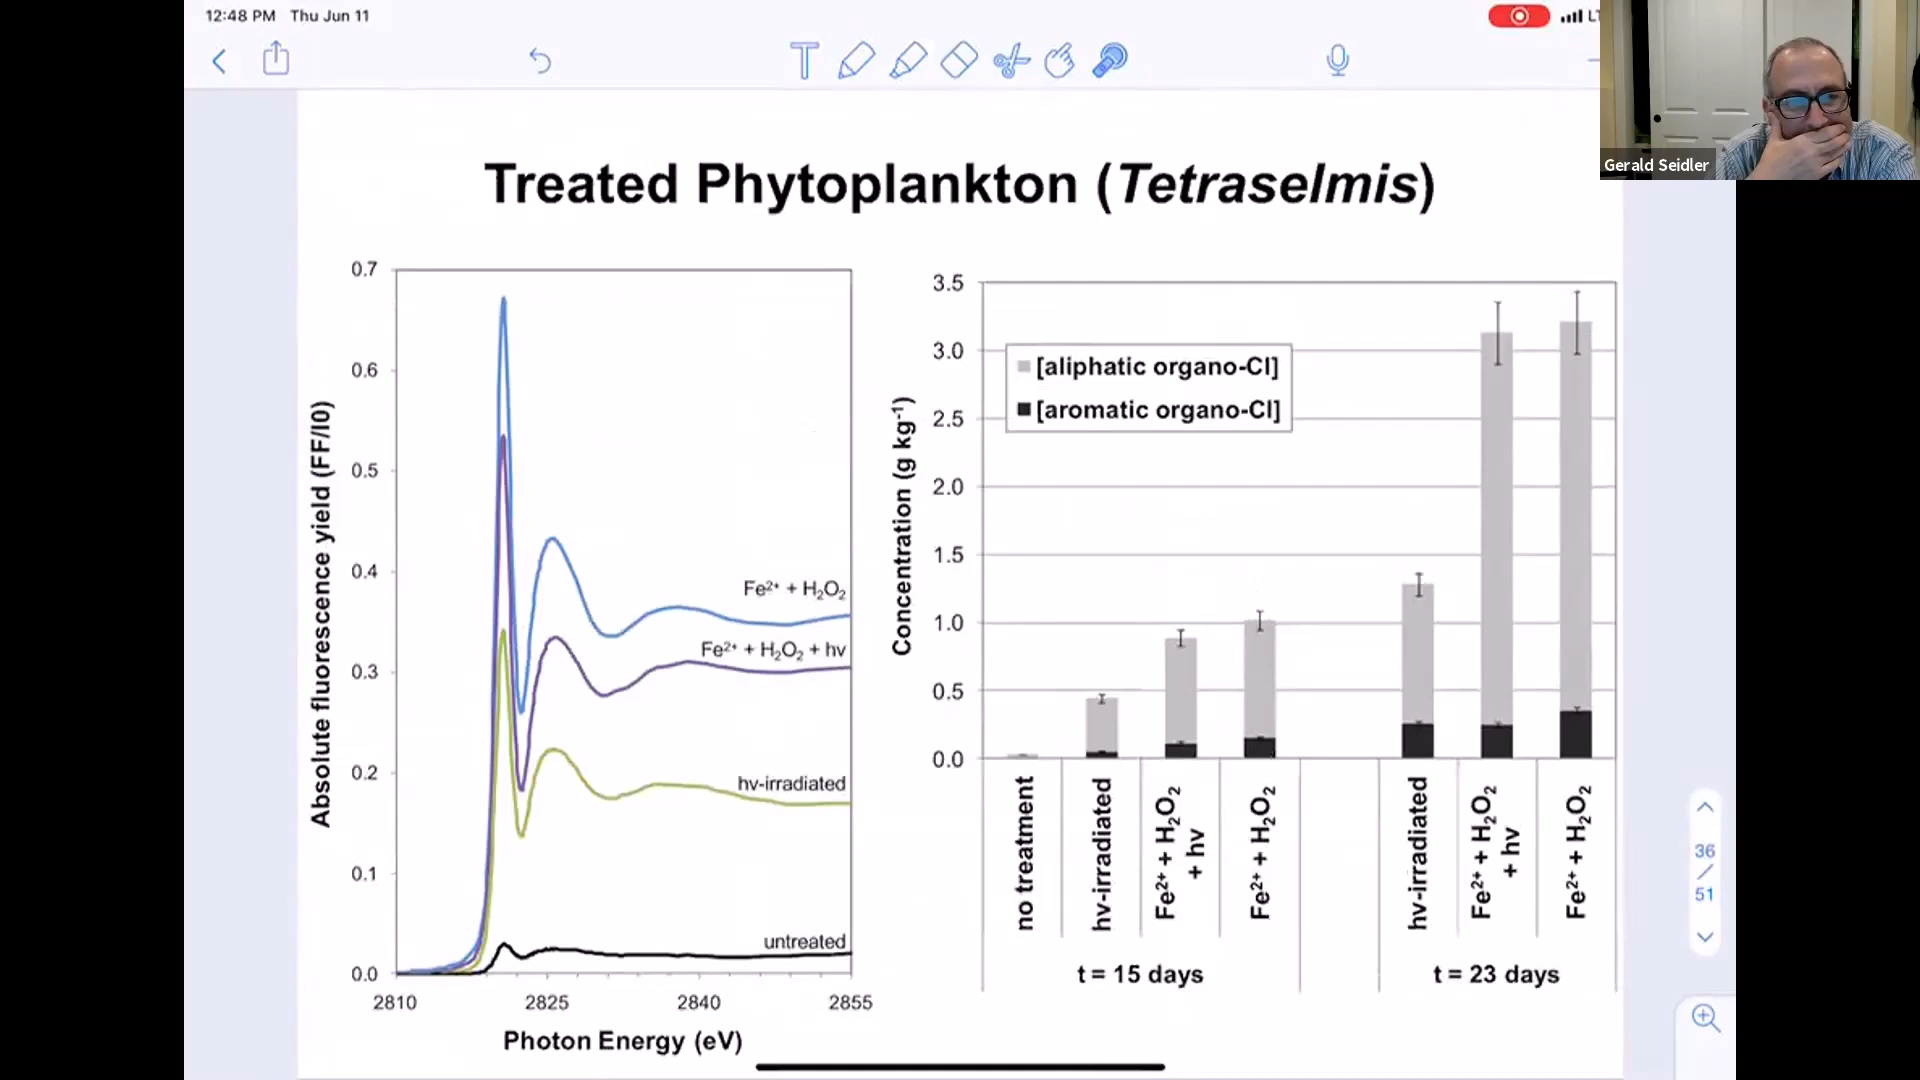 12:48 PM Thu Jun 11
T
Gerald Seidler
Treated Phytoplankton (Tetraselmis)
Absolute fluorescence yield (FF/I0)
0.7
0.6
0.5
0.4
0.3
0.2
0.1
0.0
2810
2825
2840
2855
Photon Energy (eV)
Fe²⁺ + H₂O₂
Fe²⁺ + H₂O₂ + hv
hv-irradiated
untreated
Concentration (g kg⁻¹)
3.5
3.0
2.5
2.0
1.5
1.0
0.5
0.0
[aliphatic organo-Cl]
[aromatic organo-Cl]
no treatment
hv-irradiated
Fe²⁺ + H₂O₂
+ hv
Fe²⁺ + H₂O₂
hv-irradiated
Fe²⁺ + H₂O₂
+ hv
Fe²⁺ + H₂O₂
t = 15 days
t = 23 days
36
/
51